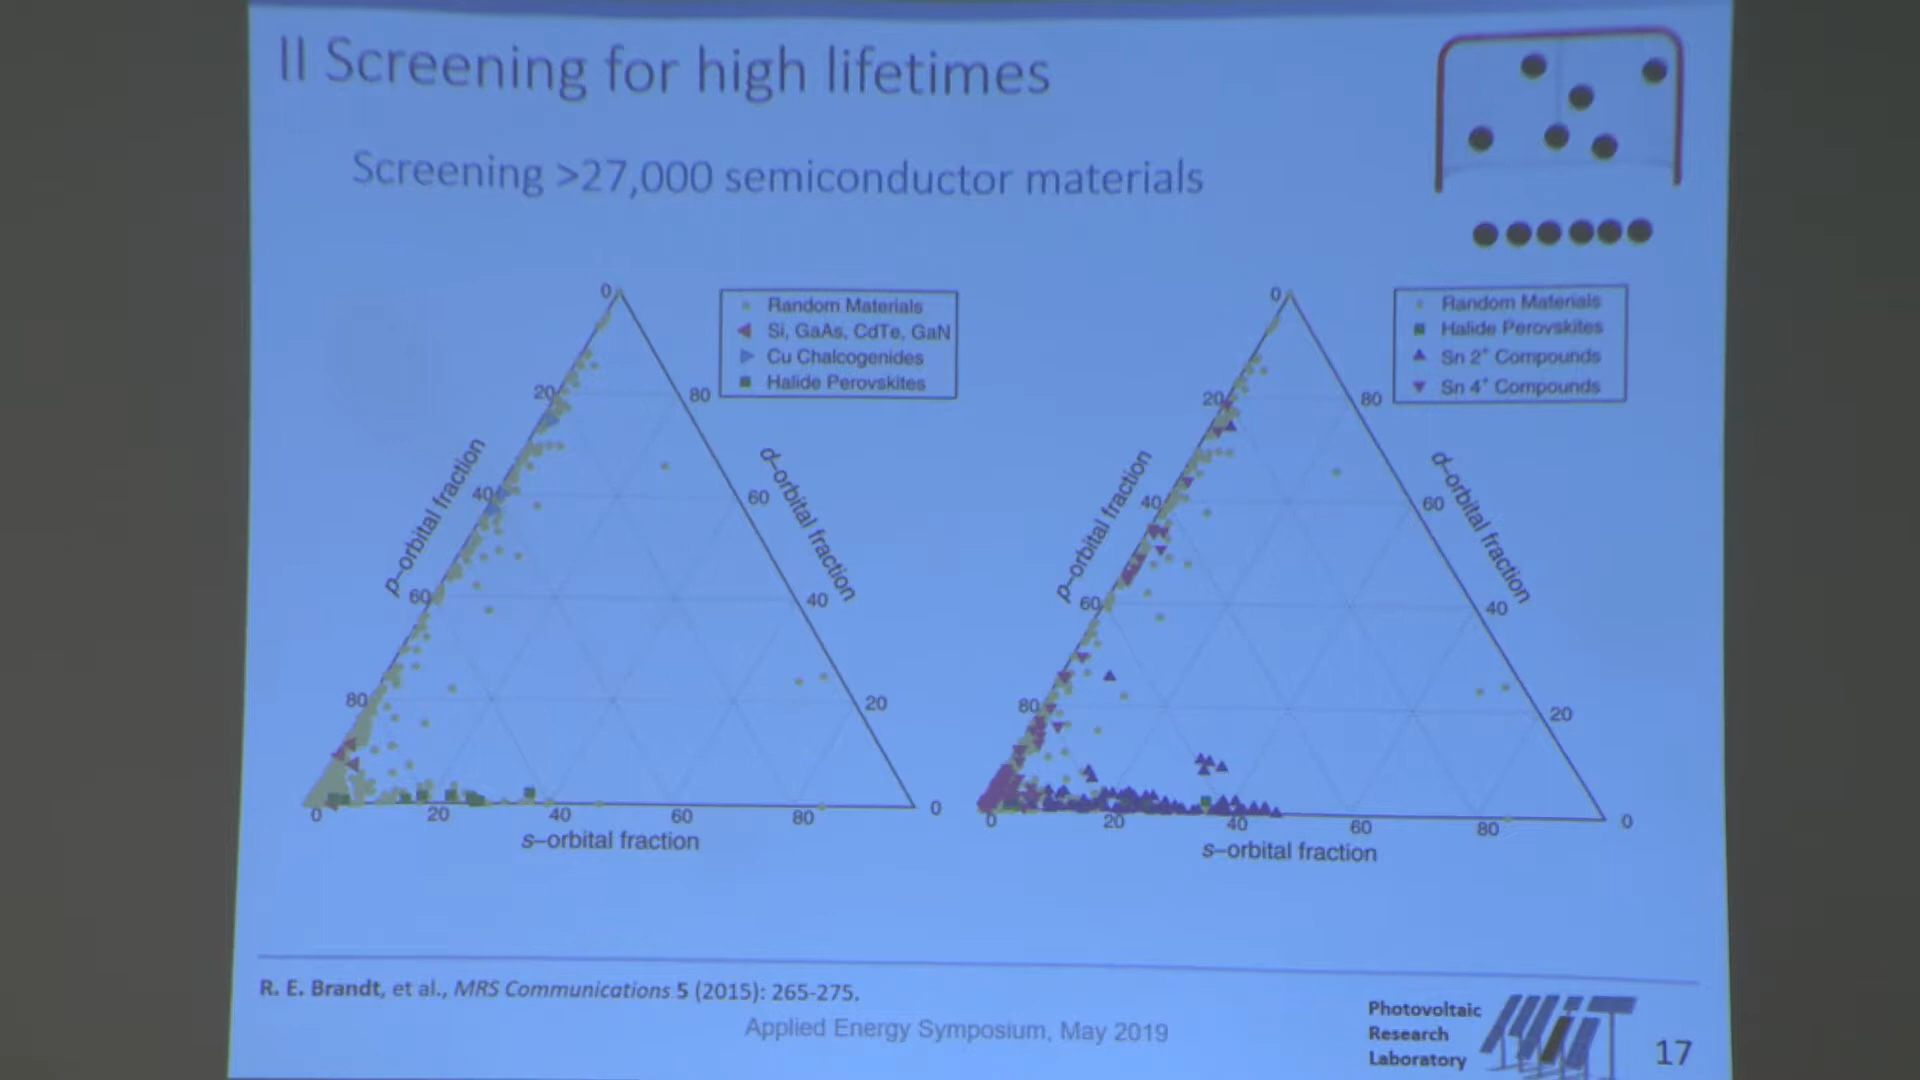 II Screening for high lifetimes
Screening >27,000 semiconductor materials
Random Materials
Si, GaAs, CdTe, GaN
Cu Chalcogenides
Halide Perovskites
0
20
40
60
80
p–orbital fraction
80
60
40
20
0
d–orbital fraction
0
20
40
60
80
s–orbital fraction
Random Materials
Halide Perovskites
Sn 2⁺ Compounds
Sn 4⁺ Compounds
0
20
40
60
80
p–orbital fraction
80
60
40
20
0
d–orbital fraction
0
20
40
60
80
s–orbital fraction
R. E. Brandt, et al., MRS Communications 5 (2015): 265-275.
Applied Energy Symposium, May 2019
Photovoltaic
Research
Laboratory
MIT
17